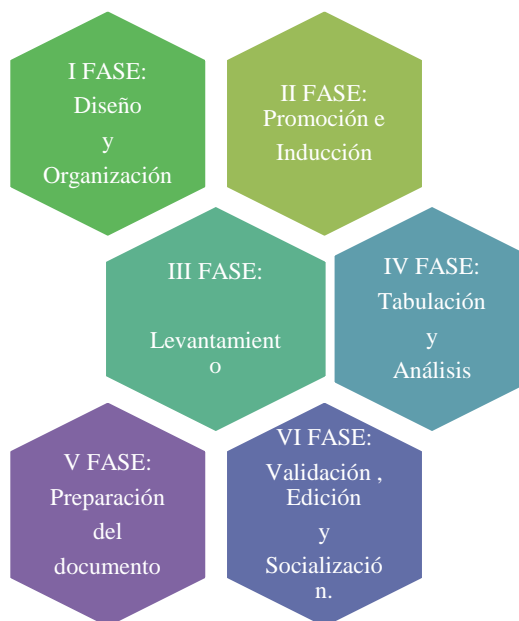 I FASE:
Diseño
y
Organización
II FASE:
Promoción e
Inducción
III FASE:
Levantamient
o
IV FASE:
Tabulación
y
Análisis
V FASE:
Preparación
del
documento
VI FASE:
Validación ,
Edición
y
Socializació
n.